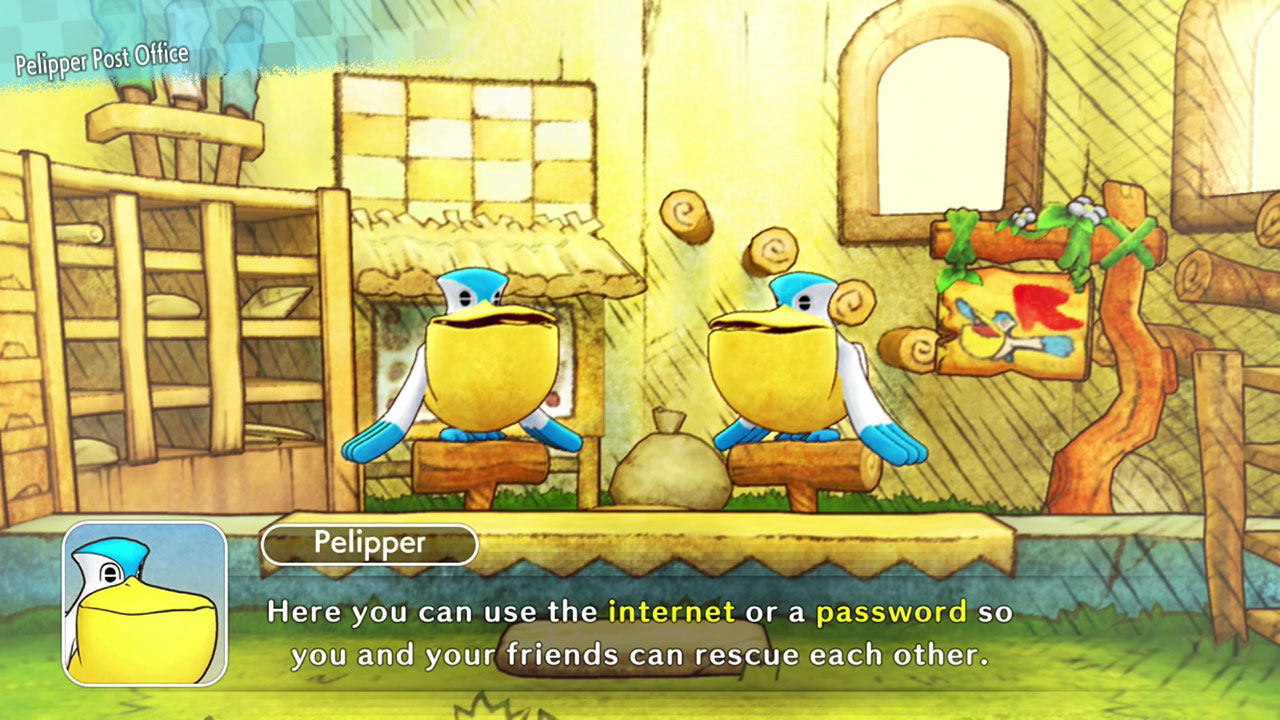 Pelipper Post Office
Pelipper
Here you can use the internet or a password so
you and your friends can rescue each other.